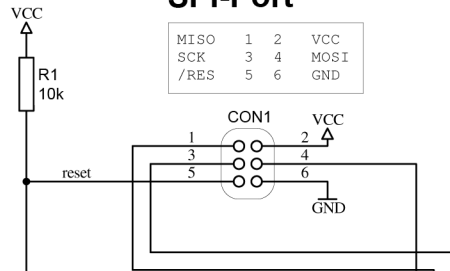 SPI-Port
VCC
MISO 1 2 VCC
SCK 3 4 MOSI
/RES 5 6 GND
R1
10k
CON1
VCC
1 2
3 4
5 6
reset
GND